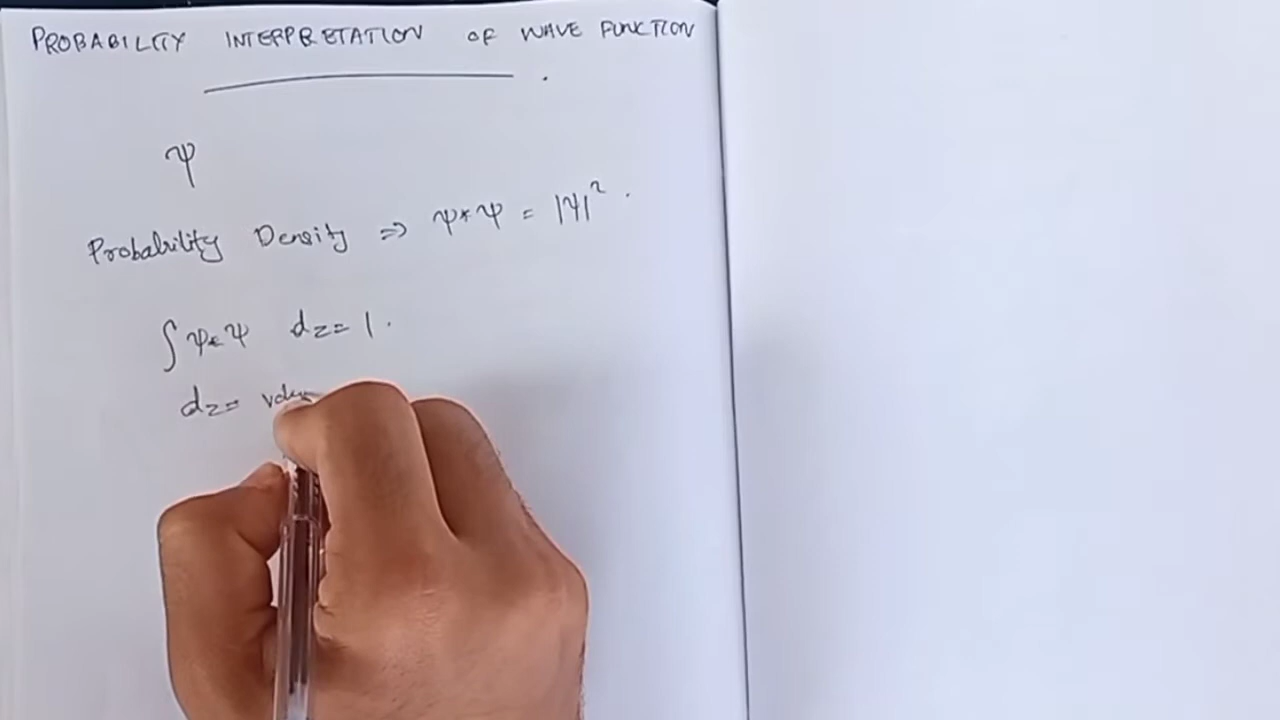 PROBABILITY INTERPRETATION OF WAVE FUNCTION
ψ
Probability Density => ψ*ψ = |ψ|² .
∫ ψ*ψ dz = 1 .
dz =